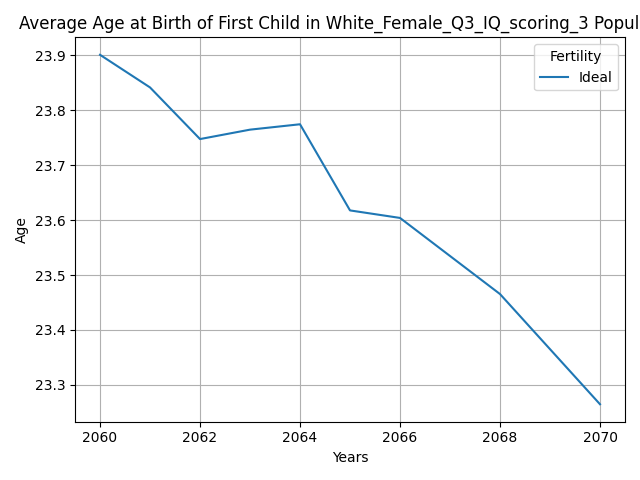 Average Age at Birth of First Child in White_Female_Q3_IQ_scoring_3 Popul
Fertility
Ideal
23.9
23.8
23.7
23.6
23.5
23.4
23.3
Age
2060 2062 2064 2066 2068 2070
Years